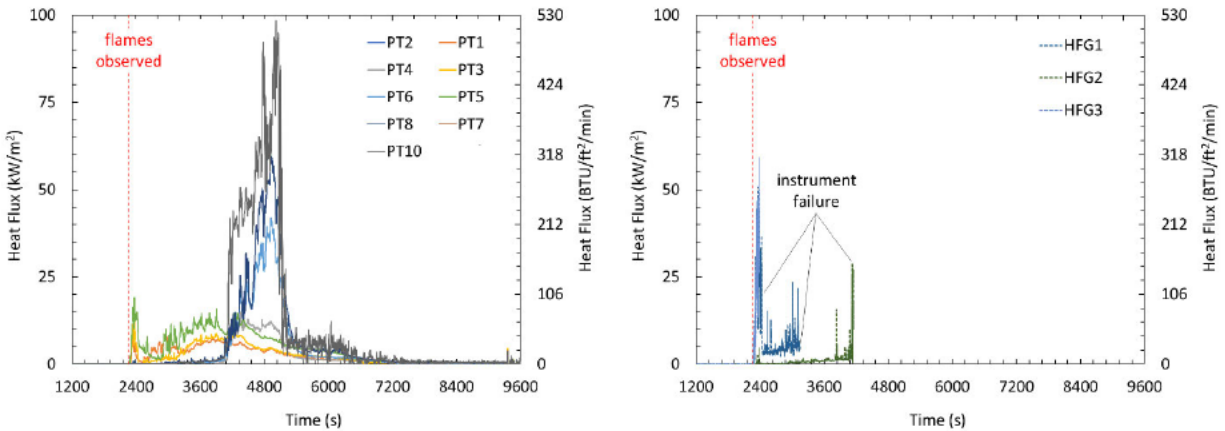 100
75
50
25
0
Heat Flux (kW/m²)
flames
observed
PT2
PT1
PT4
PT3
PT6
PT5
PT8
PT7
PT10
530
424
318
212
106
0
Heat Flux (BTU/ft²/min)
1200
2400
3600
4800
6000
7200
8400
9600
Time (s)
100
75
50
25
0
Heat Flux (kW/m²)
flames
observed
HFG1
HFG2
HFG3
instrument
failure
530
424
318
212
106
0
Heat Flux (BTU/ft²/min)
1200
2400
3600
4800
6000
7200
8400
9600
Time (s)